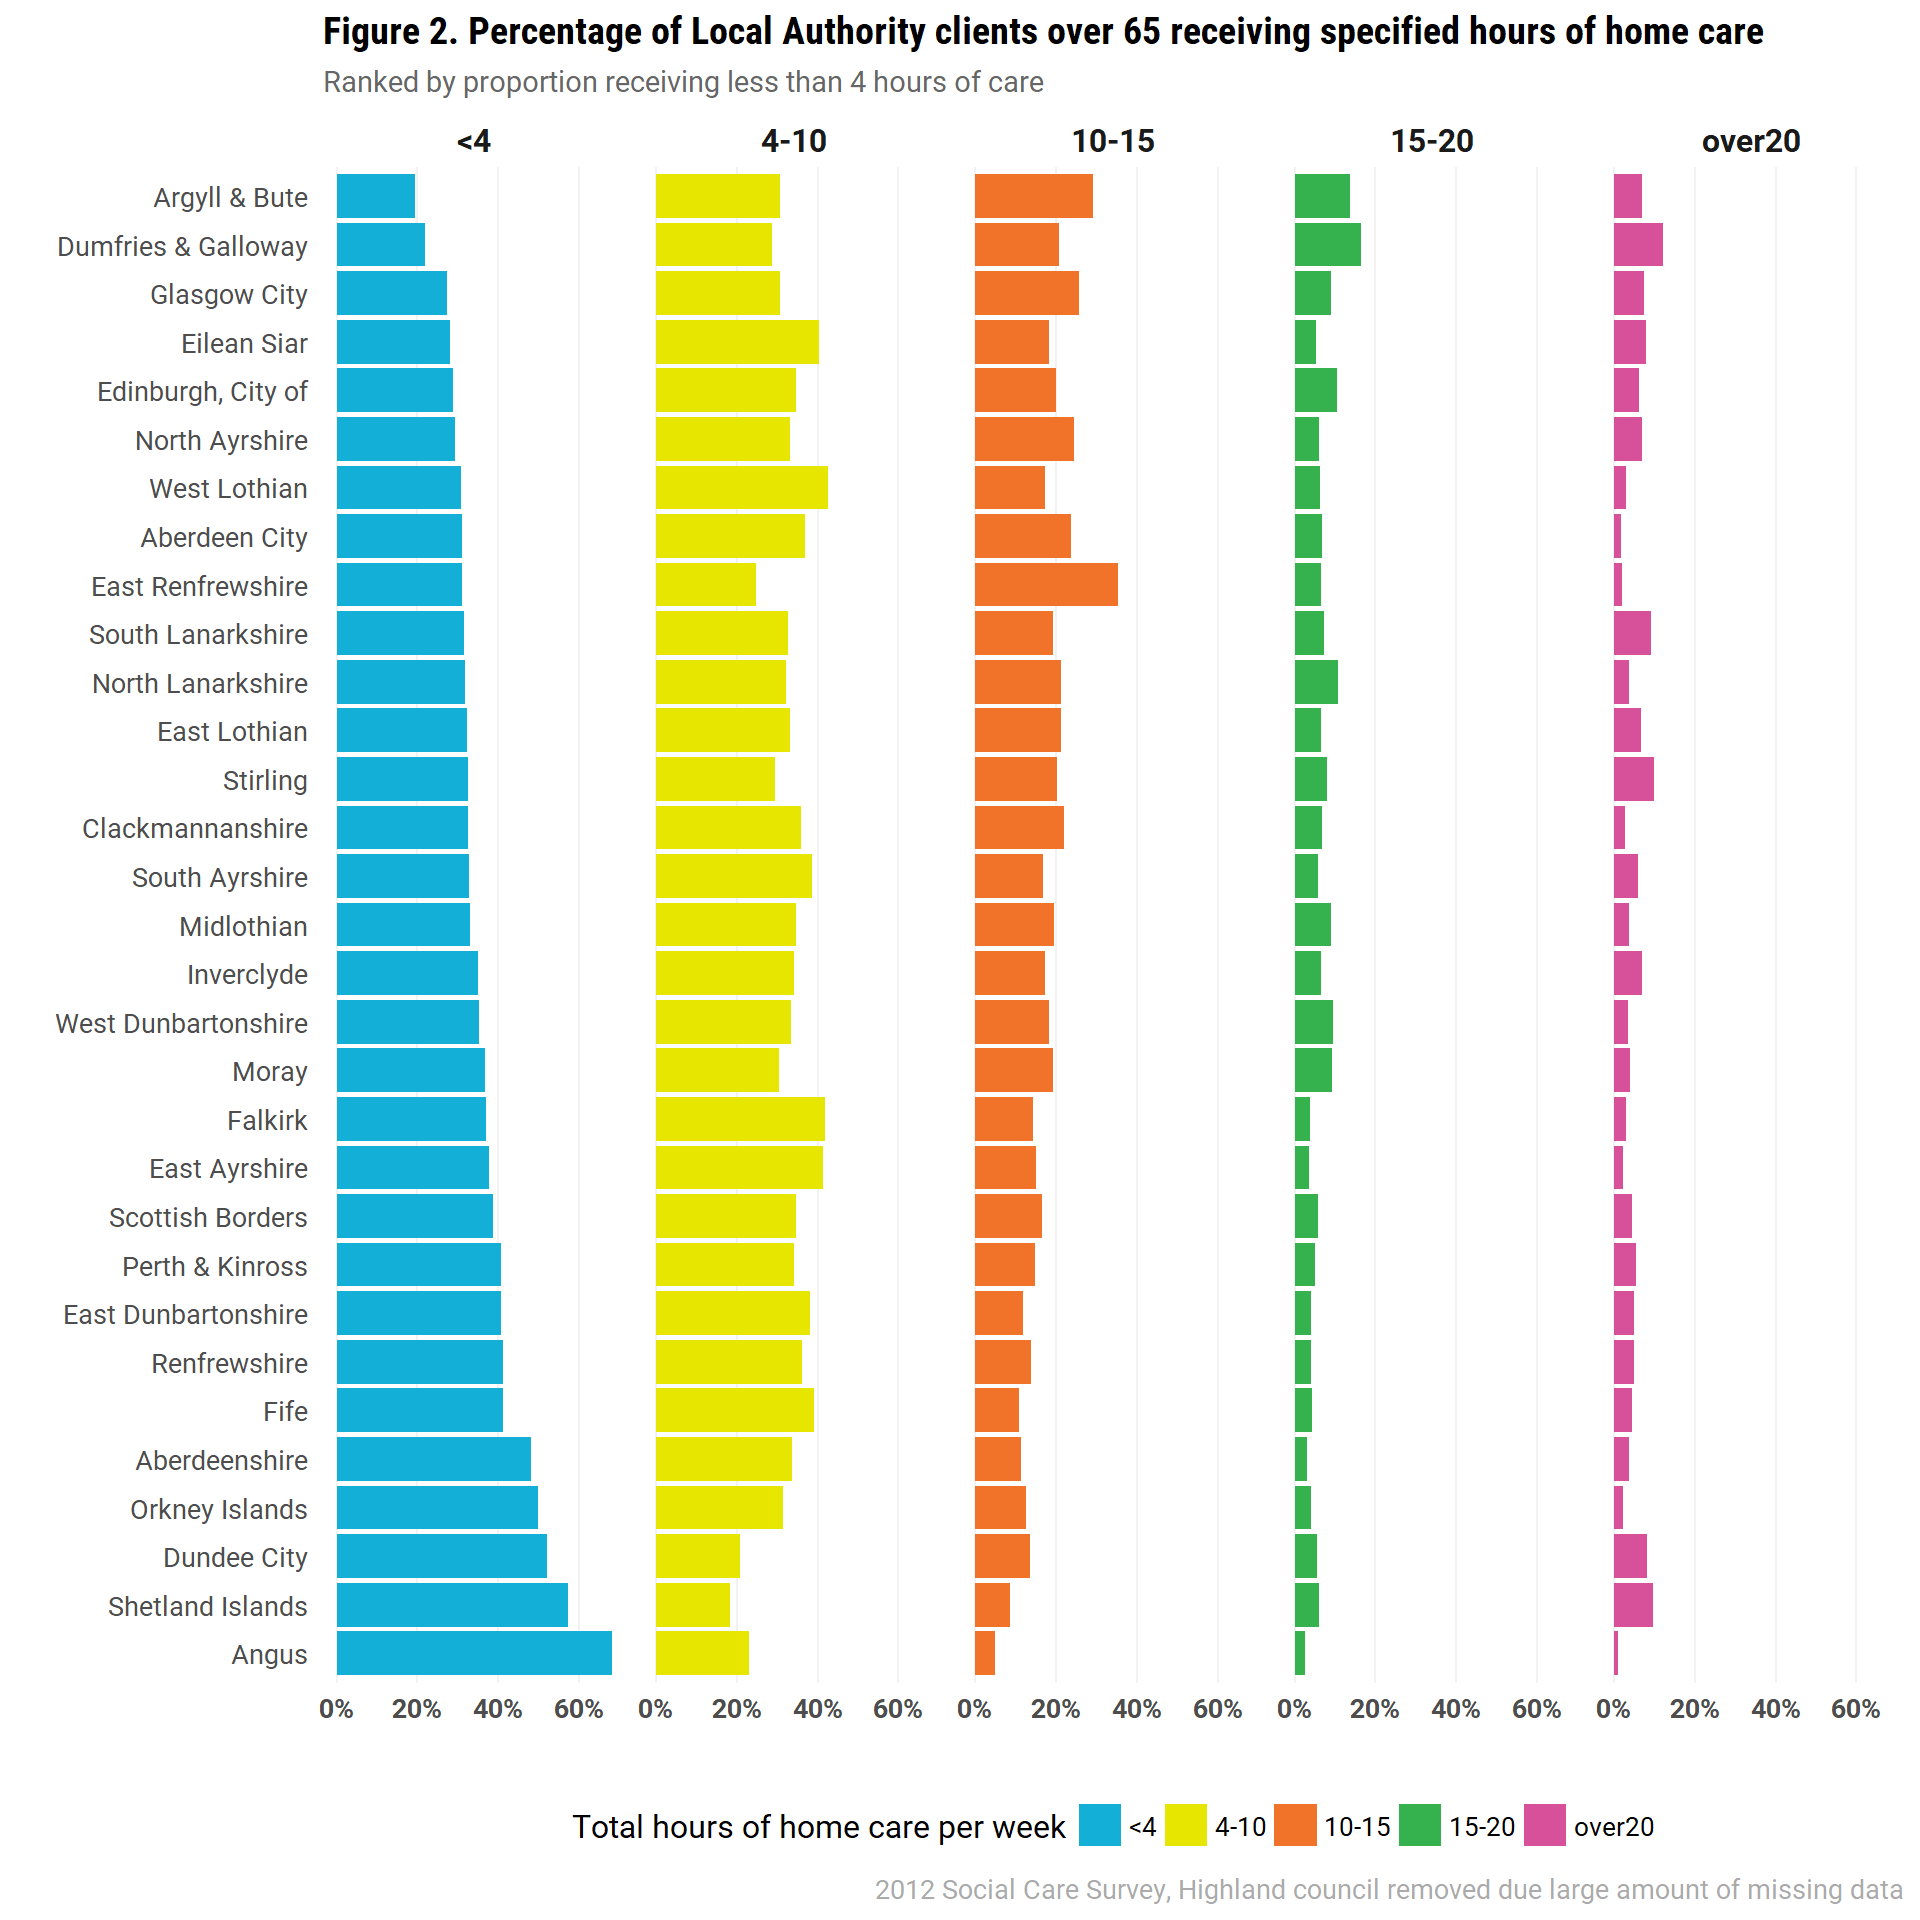 Figure 2. Percentage of Local Authority clients over 65 receiving specified hours of home care
Ranked by proportion receiving less than 4 hours of care
<4 4-10 10-15 15-20 over20
Argyll & Bute
Dumfries & Galloway
Glasgow City
Eilean Siar
Edinburgh, City of
North Ayrshire
West Lothian
Aberdeen City
East Renfrewshire
South Lanarkshire
North Lanarkshire
East Lothian
Stirling
Clackmannanshire
South Ayrshire
Midlothian
Inverclyde
West Dunbartonshire
Moray
Falkirk
East Ayrshire
Scottish Borders
Perth & Kinross
East Dunbartonshire
Renfrewshire
Fife
Aberdeenshire
Orkney Islands
Dundee City
Shetland Islands
Angus
0% 20% 40% 60% 0% 20% 40% 60% 0% 20% 40% 60% 0% 20% 40% 60% 0% 20% 40% 60%
Total hours of home care per week <4 4-10 10-15 15-20 over20
2012 Social Care Survey, Highland council removed due large amount of missing data